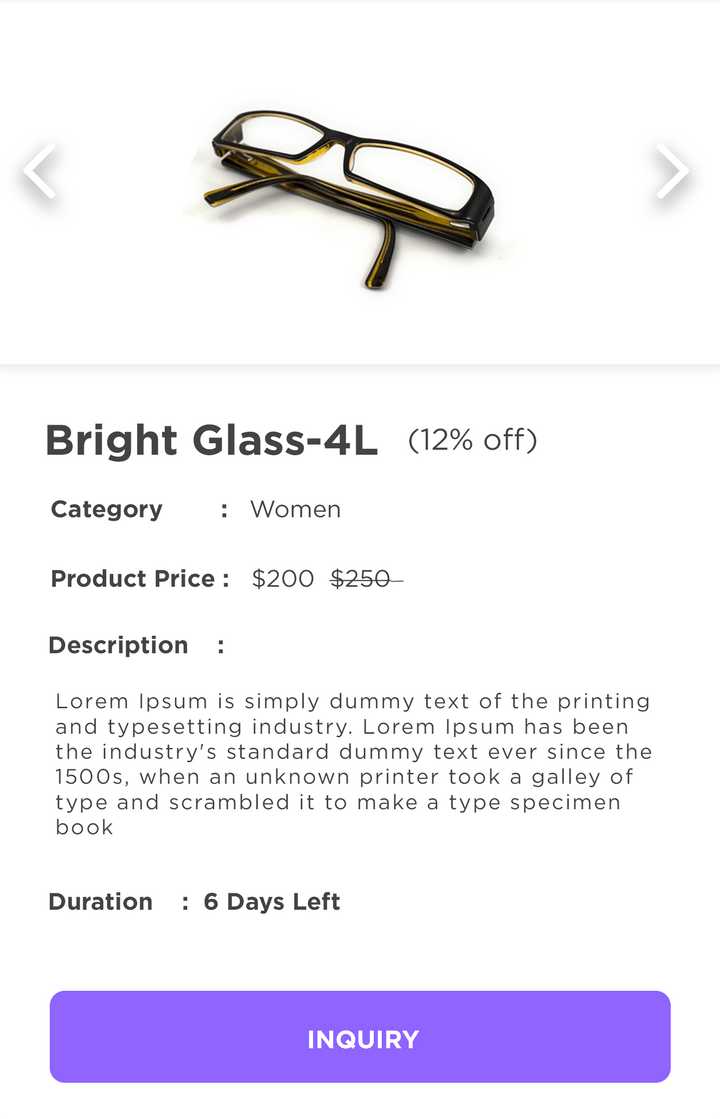 Bright Glass-4L (12% off)
Category : Women
Product Price : $200 $250
Description :
Lorem Ipsum is simply dummy text of the printing
and typesetting industry. Lorem Ipsum has been
the industry's standard dummy text ever since the
1500s, when an unknown printer took a galley of
type and scrambled it to make a type specimen
book
Duration : 6 Days Left
INQUIRY